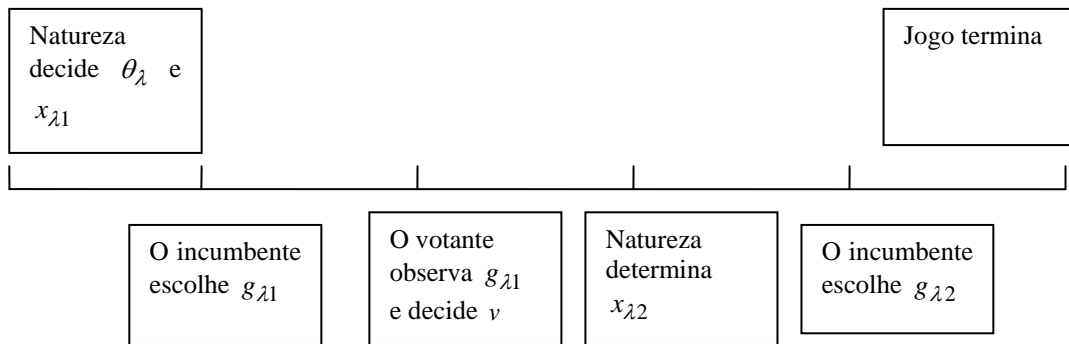 Natureza
decide θ_λ e
x_λ1
Jogo termina
O incumbente
escolhe g_λ1
O votante
observa g_λ1
e decide v
Natureza
determina
x_λ2
O incumbente
escolhe g_λ2